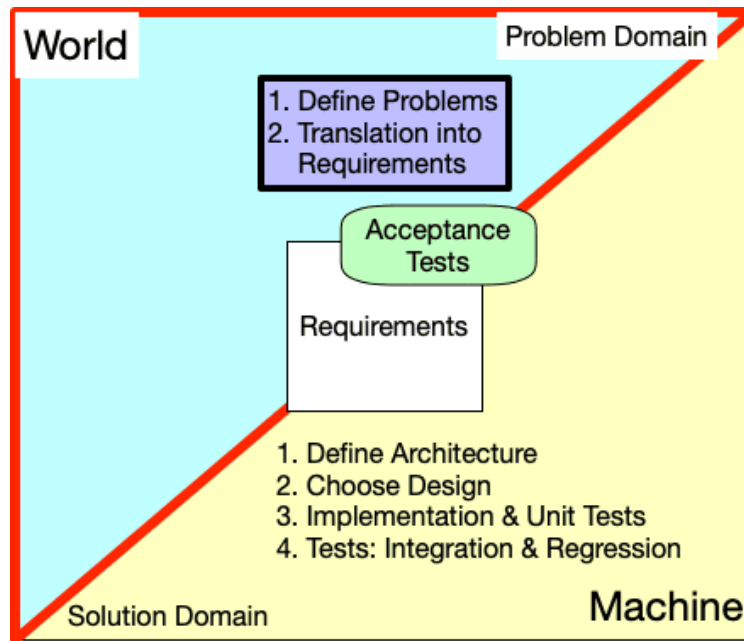 World
Problem Domain
1. Define Problems
2. Translation into
Requirements
Acceptance
Tests
Requirements
1. Define Architecture
2. Choose Design
3. Implementation & Unit Tests
4. Tests: Integration & Regression
Solution Domain
Machine